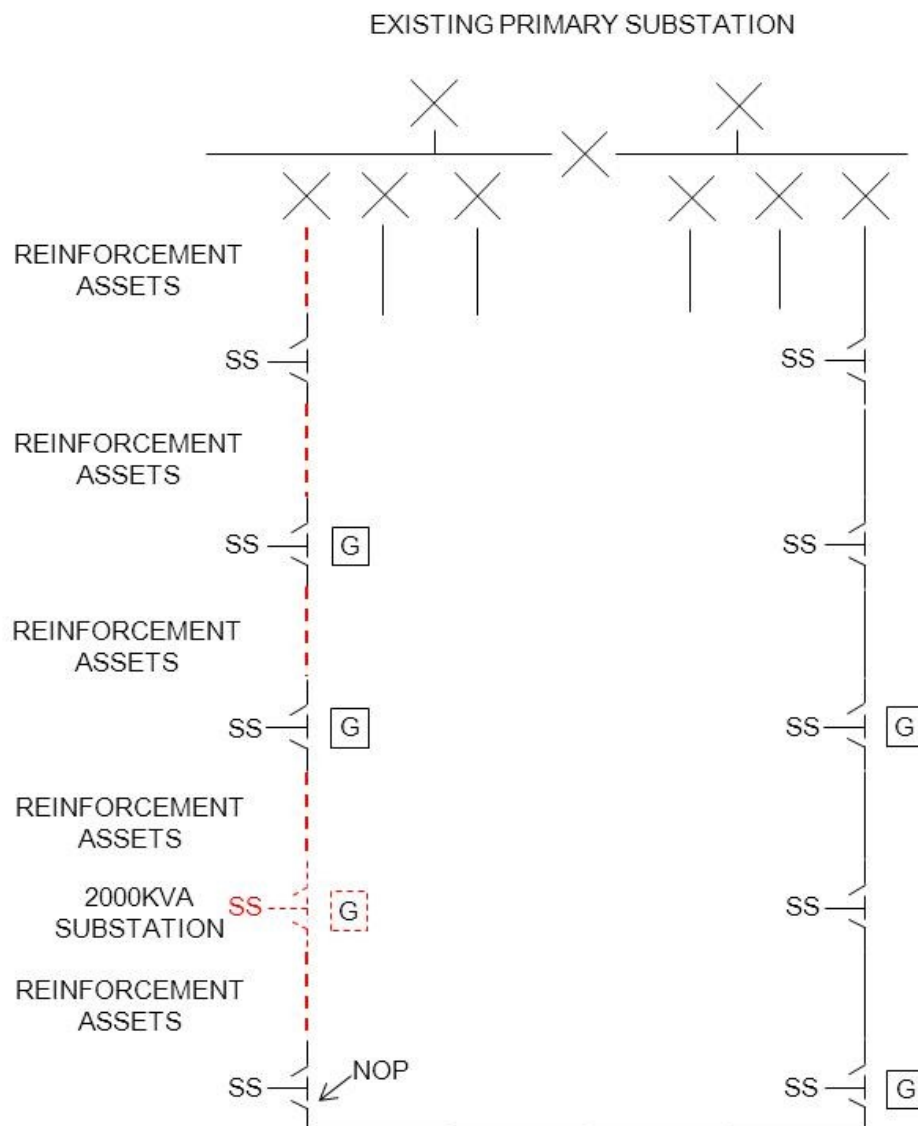 EXISTING PRIMARY SUBSTATION
REINFORCEMENT
ASSETS
SS
SS
REINFORCEMENT
ASSETS
SS
G
SS
REINFORCEMENT
ASSETS
SS
G
SS
G
REINFORCEMENT
ASSETS
2000KVA
SUBSTATION
SS
G
SS
REINFORCEMENT
ASSETS
NOP
SS
SS
G